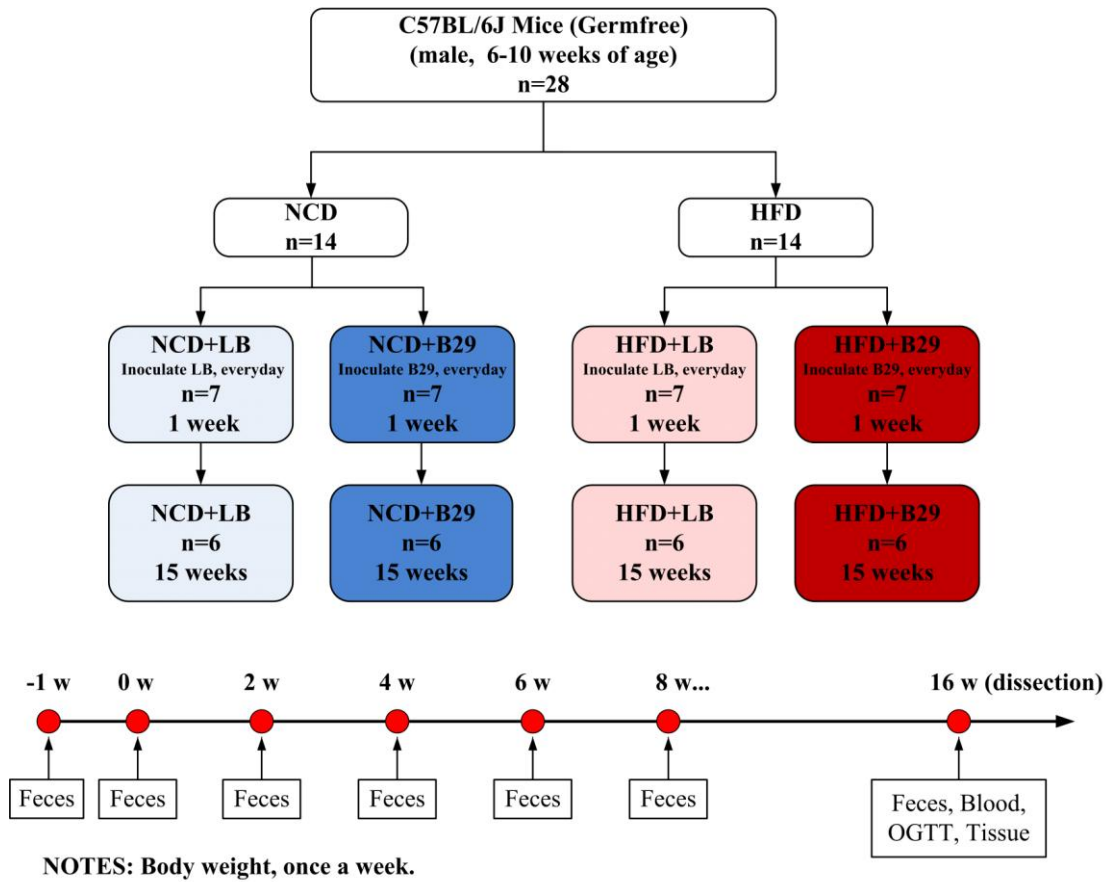 C57BL/6J Mice (Germfree)
(male, 6-10 weeks of age)
n=28
NCD
n=14
HFD
n=14
NCD+LB
Inoculate LB, everyday
n=7
1 week
NCD+B29
Inoculate B29, everyday
n=7
1 week
HFD+LB
Inoculate LB, everyday
n=7
1 week
HFD+B29
Inoculate B29, everyday
n=7
1 week
NCD+LB
n=6
15 weeks
NCD+B29
n=6
15 weeks
HFD+LB
n=6
15 weeks
HFD+B29
n=6
15 weeks
-1 w
0 w
2 w
4 w
6 w
8 w...
16 w (dissection)
Feces
Feces
Feces
Feces
Feces
Feces
Feces, Blood,
OGTT, Tissue
NOTES: Body weight, once a week.